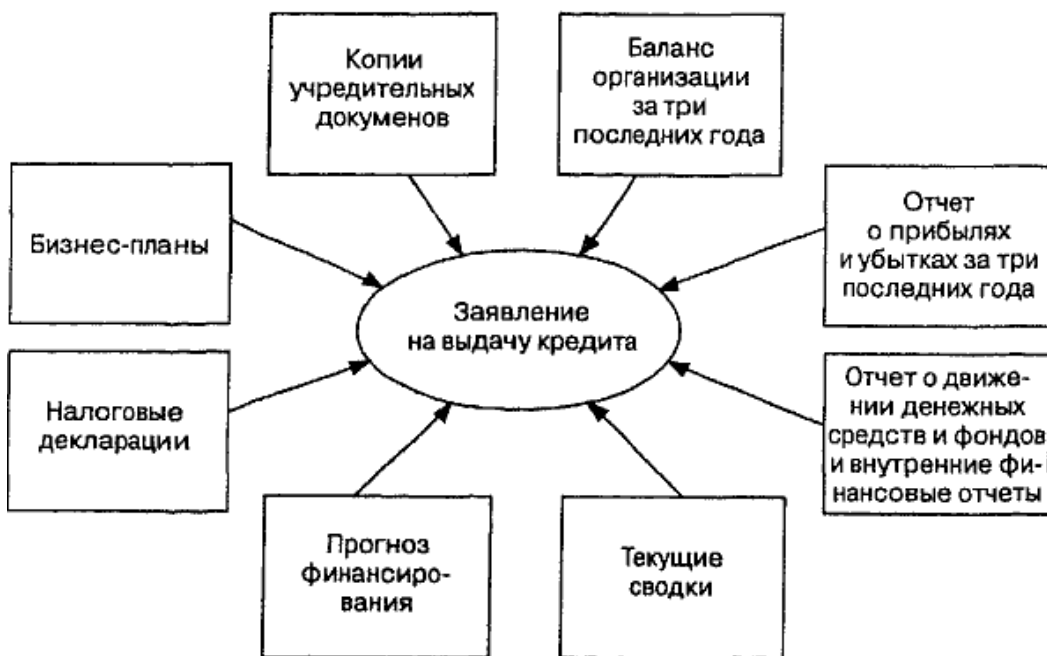 Копии
учредительных
докуменов
Баланс
организации
за три
последних года
Бизнес-планы
Отчет
о прибылях
и убытках за три
последних года
Заявление
на выдачу кредита
Налоговые
декларации
Отчет о движе-
нии денежных
средств и фондов
и внутренние фи-
нансовые отчеты
Прогноз
финансиро-
вания
Текущие
сводки